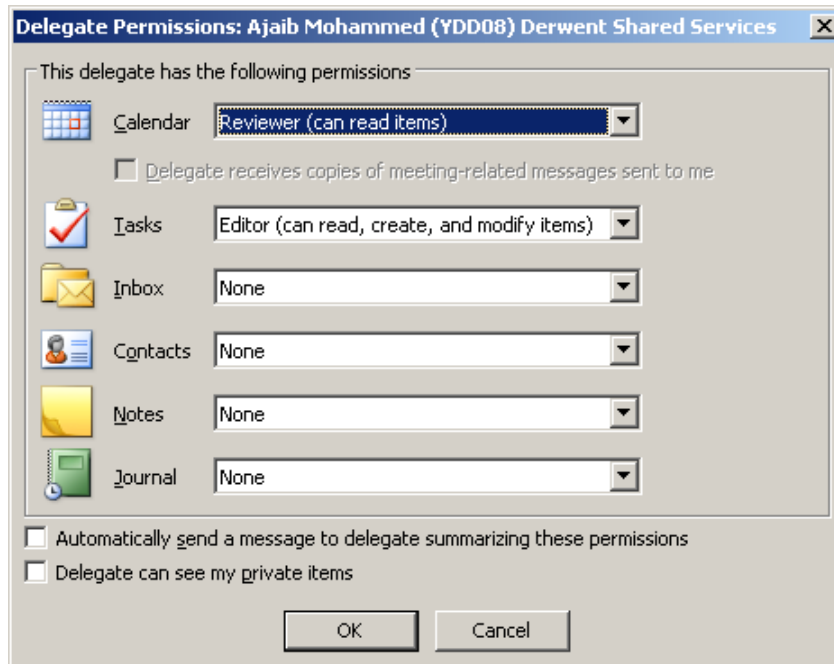 Delegate Permissions: Ajaib Mohammed (YDD08) Derwent Shared Services
This delegate has the following permissions
Calendar Reviewer (can read items)
Delegate receives copies of meeting-related messages sent to me
Tasks Editor (can read, create, and modify items)
Inbox None
Contacts None
Notes None
Journal None
Automatically send a message to delegate summarizing these permissions
Delegate can see my private items
OK Cancel